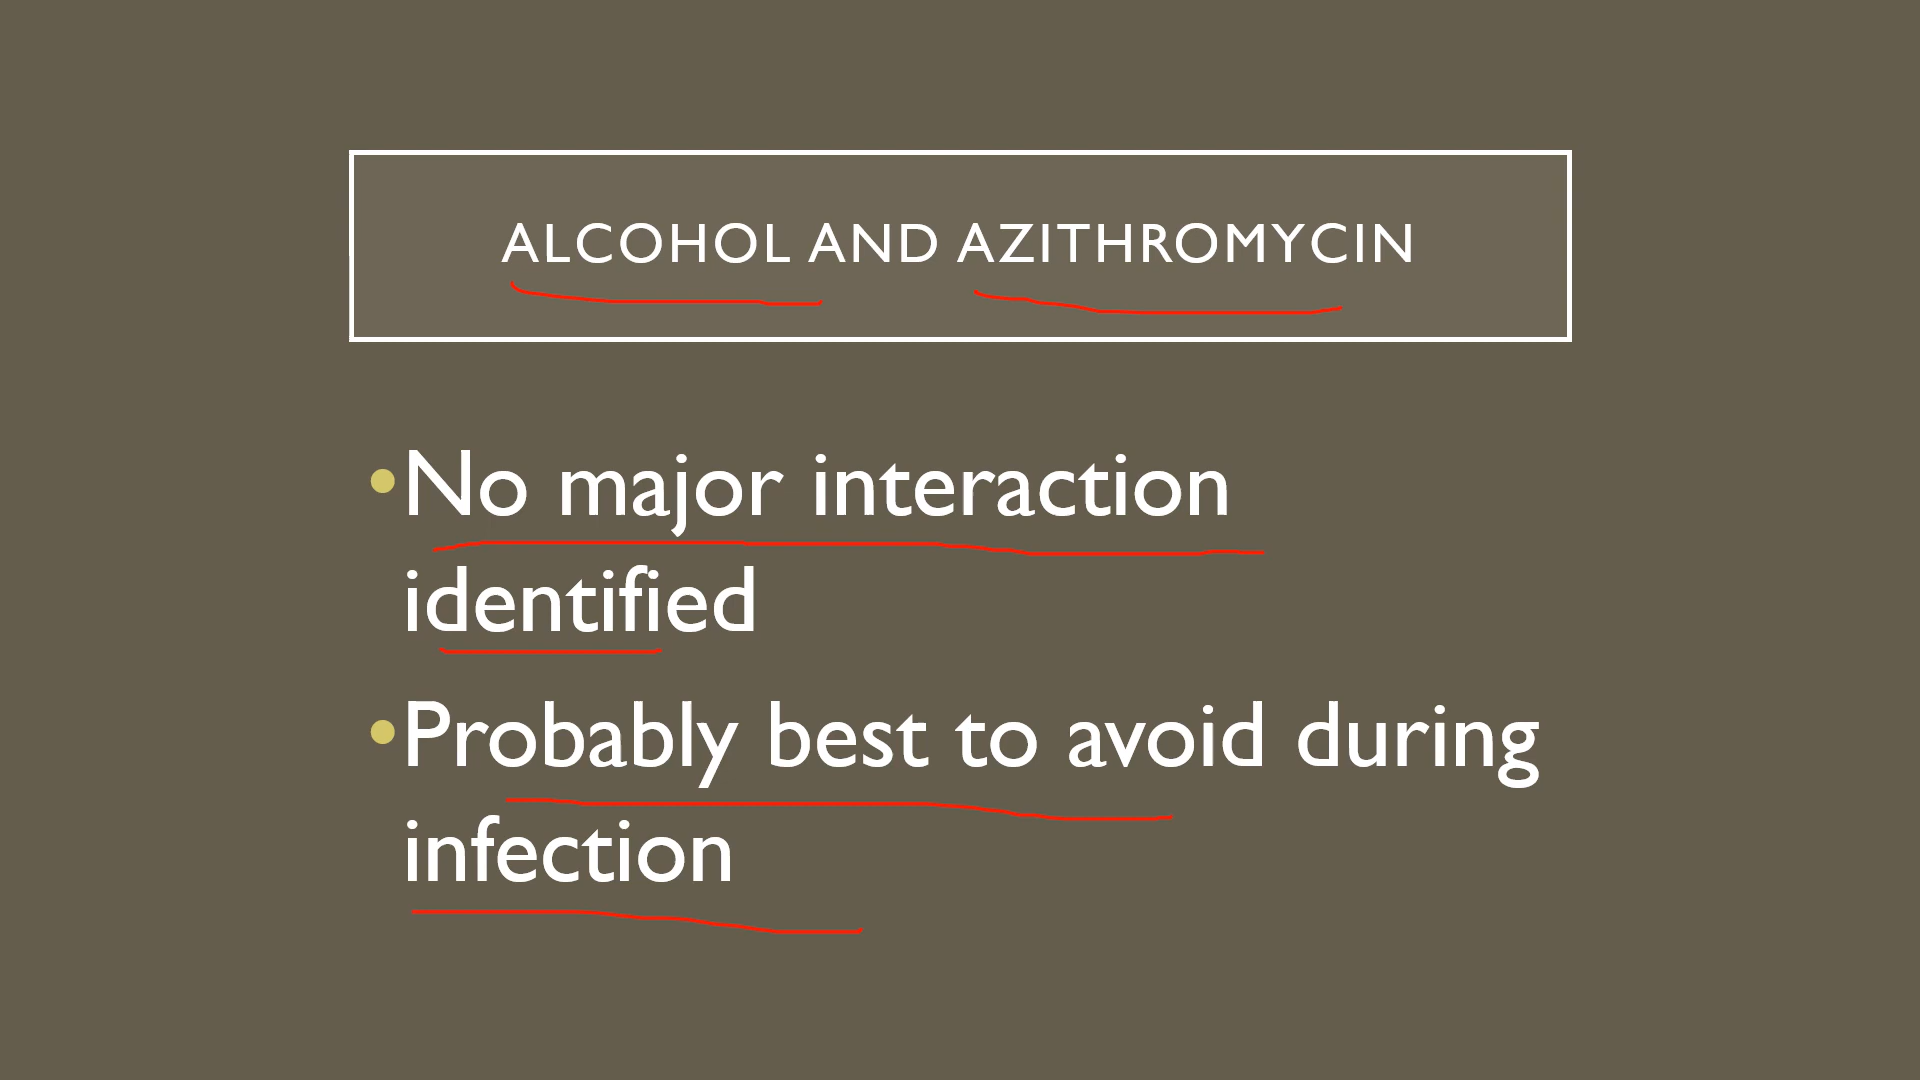 ALCOHOL AND AZITHROMYCIN
•No major interaction
identified
•Probably best to avoid during
infection